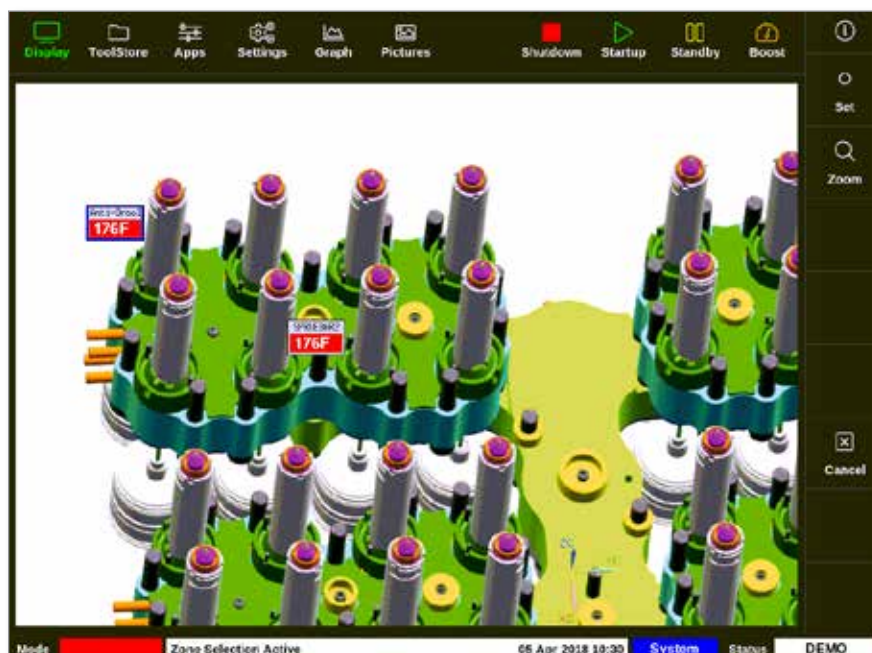 Display ToolStore Apps Settings Graph Pictures Shutdown Startup Standby Boost
Set
Zoom
176F
176F
Cancel
Mode Zone Selection Active 05 Apr 2018 10:30 System Status DEMO